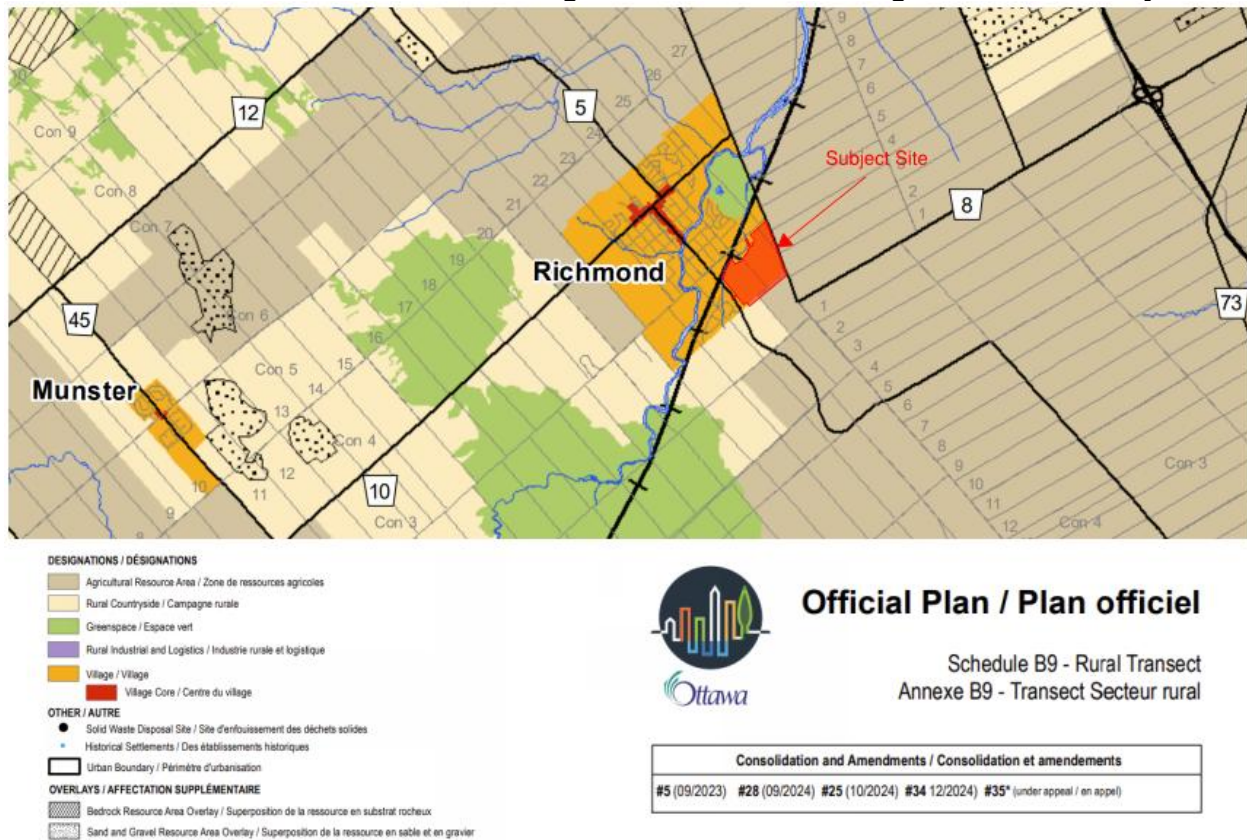 9
8
7
6
5
4
2
1
27
26
25
24
23
22
21
20
19
18
17
16
15
14
13
12
11
10
9
8
12
5
8
73
45
10
Con 9
Con 8
Con 7
Con 6
Con 5
Con 4
Con 3
Subject Site
Richmond
Munster
1
2
3
4
5
6
7
8
9
10
11
12
Con 3
Con 4
DESIGNATIONS / DÉSIGNATIONS
Agricultural Resource Area / Zone de ressources agricoles
Rural Countryside / Campagne rurale
Greenspace / Espace vert
Rural Industrial and Logistics / Industrie rurale et logistique
Village / Village
Village Core / Centre du village
OTHER / AUTRE
Solid Waste Disposal Site / Site d'enfouissement des déchets solides
Historical Settlements / Des établissements historiques
Urban Boundary / Périmètre d'urbanisation
OVERLAYS / AFFECTATION SUPPLÉMENTAIRE
Bedrock Resource Area Overlay / Superposition de la ressource en substrat rocheux
Sand and Gravel Resource Area Overlay / Superposition de la ressource en sable et en gravier
Ottawa
Official Plan / Plan officiel
Schedule B9 - Rural Transect
Annexe B9 - Transect Secteur rural
Consolidation and Amendments / Consolidation et amendements
#5 (09/2023) #28 (09/2024) #25 (10/2024) #34 12/2024) #35* (under appeal / en appel)